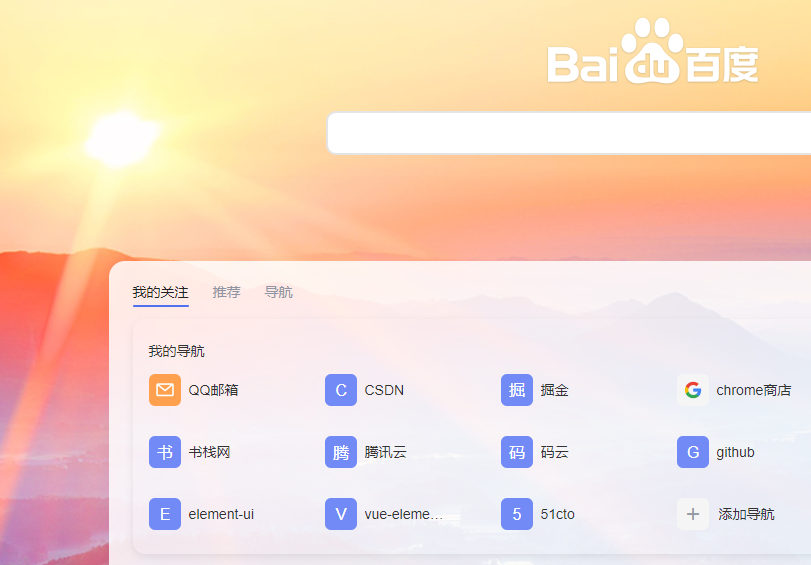 Bai du 百度
我的关注 推荐 导航
我的导航
QQ邮箱 C CSDN 掘 掘金 G chrome商店
书 书栈网 腾 腾讯云 码 码云 G github
E element-ui V vue-eleme... 5 51cto + 添加导航